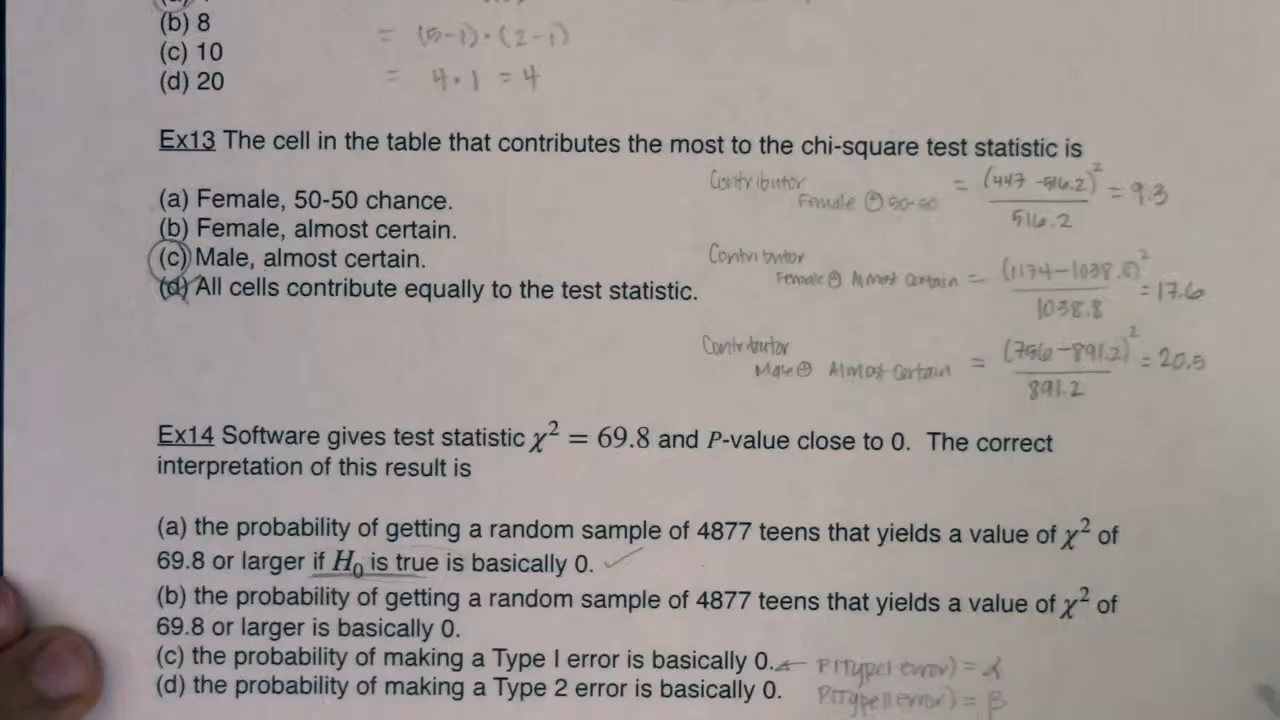 (b) 8
= (5-1)·(2-1)
(c) 10
= 4·1 = 4
(d) 20
Ex13 The cell in the table that contributes the most to the chi-square test statistic is
(a) Female, 50-50 chance.
(b) Female, almost certain.
(c) Male, almost certain.
(d) All cells contribute equally to the test statistic.
Contributor
Female 50-50 = (447-516.2)² / 516.2 = 9.3
Contributor
Female Almost Certain = (1174-1038.8)² / 1038.8 = 17.6
Contributor
Male Almost Certain = (756-891.2)² / 891.2 = 20.5
Ex14 Software gives test statistic χ² = 69.8 and P-value close to 0. The correct
interpretation of this result is
(a) the probability of getting a random sample of 4877 teens that yields a value of χ² of
69.8 or larger if H₀ is true is basically 0. ✓
(b) the probability of getting a random sample of 4877 teens that yields a value of χ² of
69.8 or larger is basically 0.
(c) the probability of making a Type I error is basically 0. ← P(type I error) = α
(d) the probability of making a Type 2 error is basically 0. P(type II error) = β